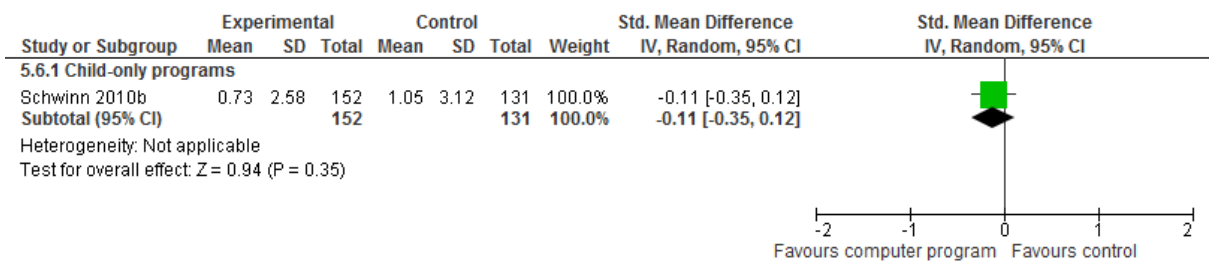 Experimental Control Std. Mean Difference Std. Mean Difference
Study or Subgroup Mean SD Total Mean SD Total Weight IV, Random, 95% CI IV, Random, 95% CI
5.6.1 Child-only programs
Schwinn 2010b 0.73 2.58 152 1.05 3.12 131 100.0% -0.11 [-0.35, 0.12]
Subtotal (95% CI) 152 131 100.0% -0.11 [-0.35, 0.12]
Heterogeneity: Not applicable
Test for overall effect: Z = 0.94 (P = 0.35)
-2 -1 0 1 2
Favours computer program Favours control